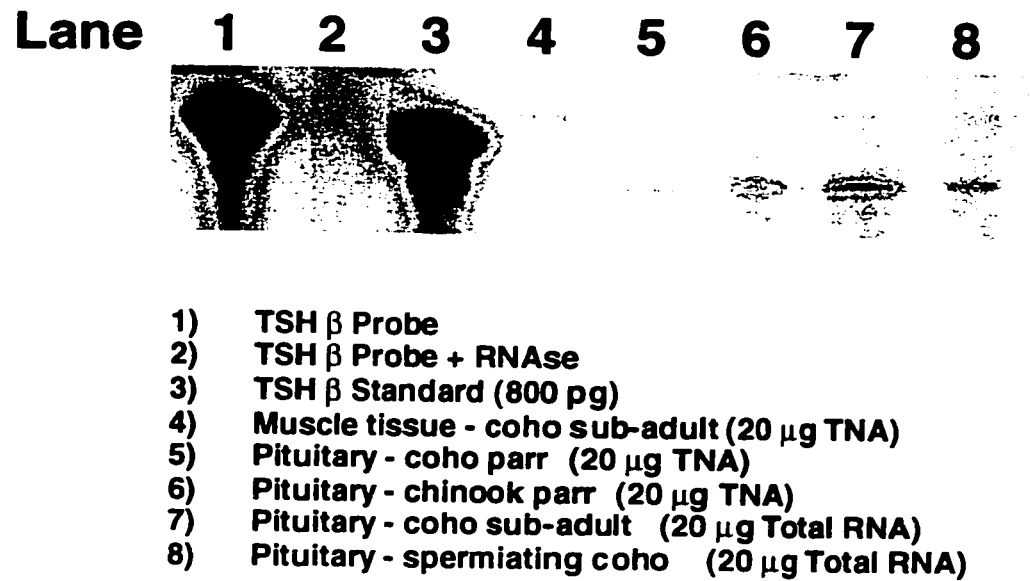 Lane 1 2 3 4 5 6 7 8
1) TSH β Probe
2) TSH β Probe + RNAse
3) TSH β Standard (800 pg)
4) Muscle tissue - coho sub-adult (20 μg TNA)
5) Pituitary - coho parr (20 μg TNA)
6) Pituitary - chinook parr (20 μg TNA)
7) Pituitary - coho sub-adult (20 μg Total RNA)
8) Pituitary - spermiating coho (20 μg Total RNA)